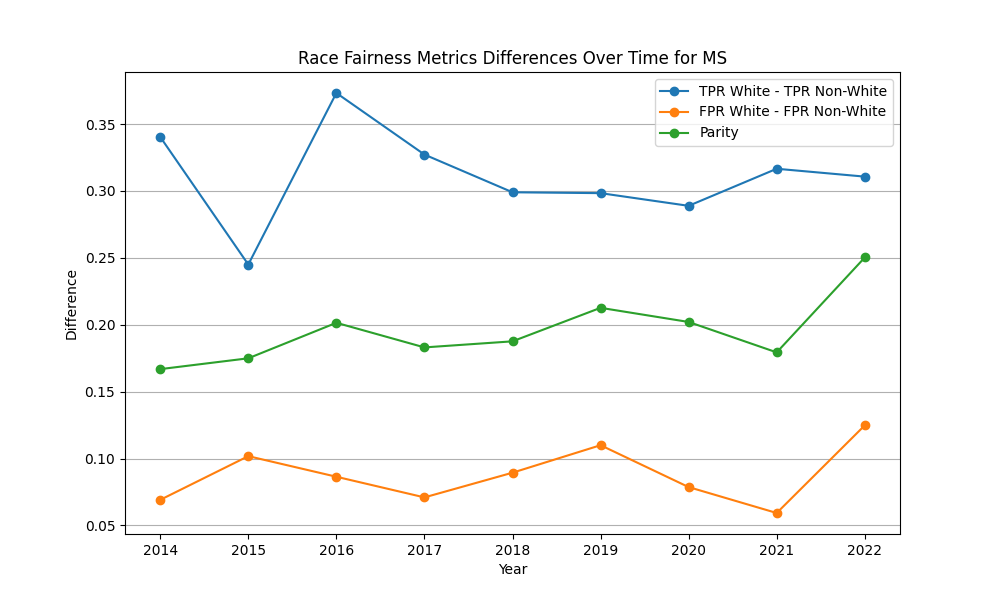 Race Fairness Metrics Differences Over Time for MS
TPR White - TPR Non-White
FPR White - FPR Non-White
Parity
Difference
0.35
0.30
0.25
0.20
0.15
0.10
0.05
2014 2015 2016 2017 2018 2019 2020 2021 2022
Year